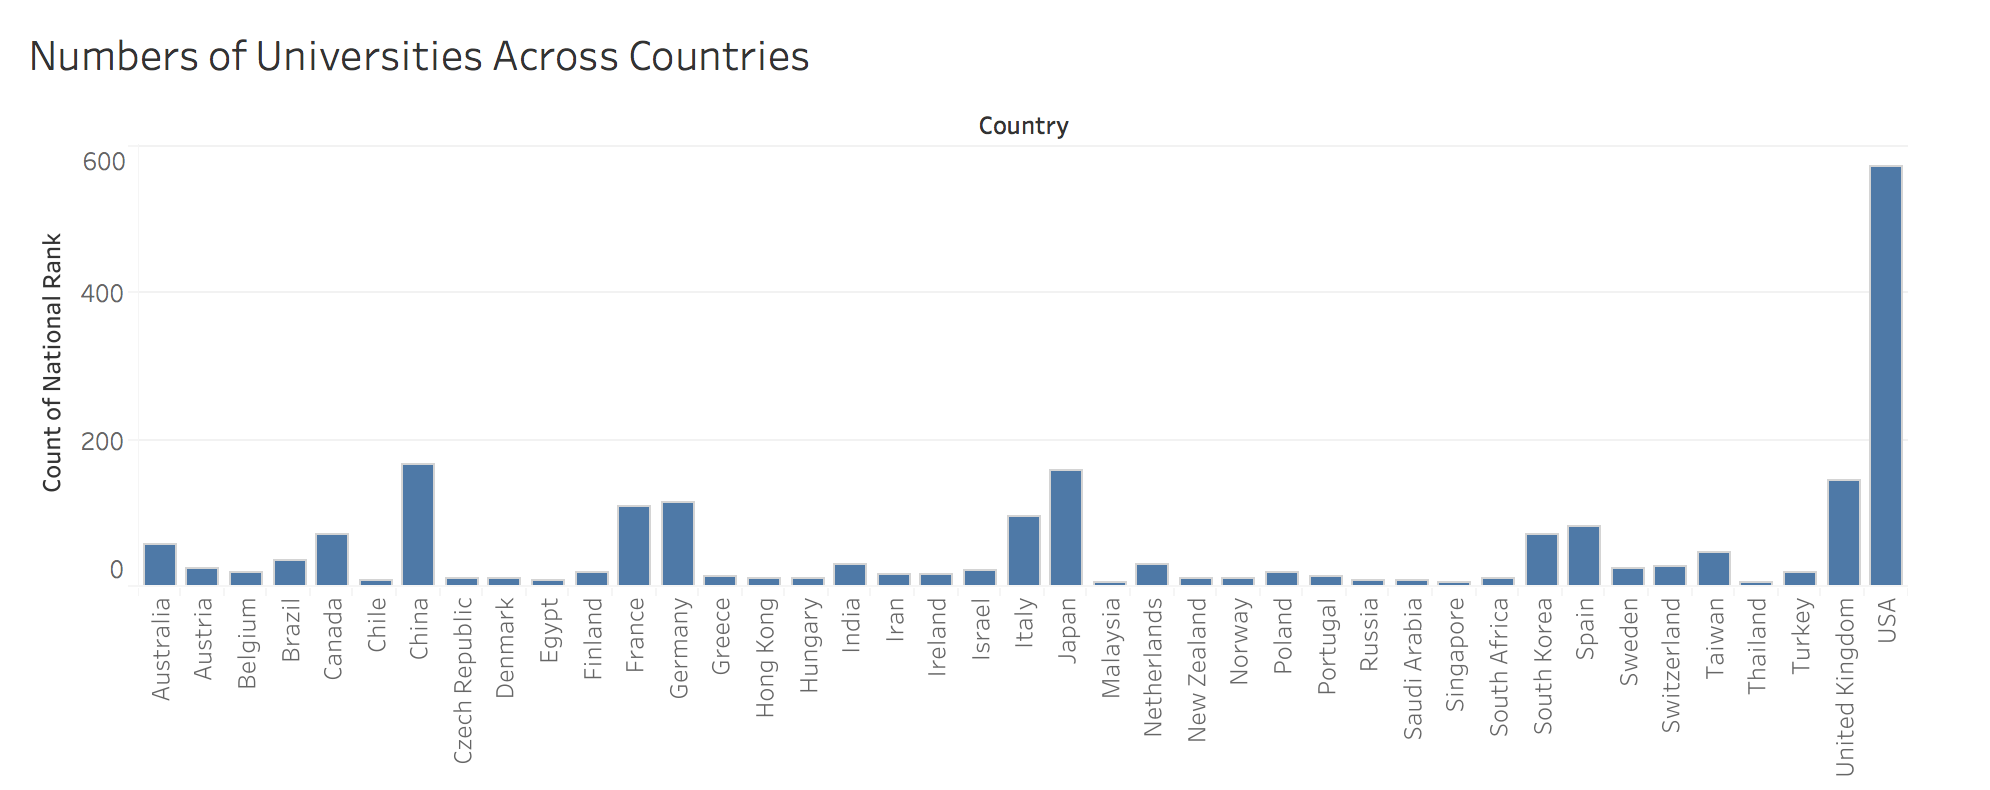 Numbers of Universities Across Countries
Country
Count of National Rank
600
400
200
0
Australia
Austria
Belgium
Brazil
Canada
Chile
China
Czech Republic
Denmark
Egypt
Finland
France
Germany
Greece
Hong Kong
Hungary
India
Iran
Ireland
Israel
Italy
Japan
Malaysia
Netherlands
New Zealand
Norway
Poland
Portugal
Russia
Saudi Arabia
Singapore
South Africa
South Korea
Spain
Sweden
Switzerland
Taiwan
Thailand
Turkey
United Kingdom
USA